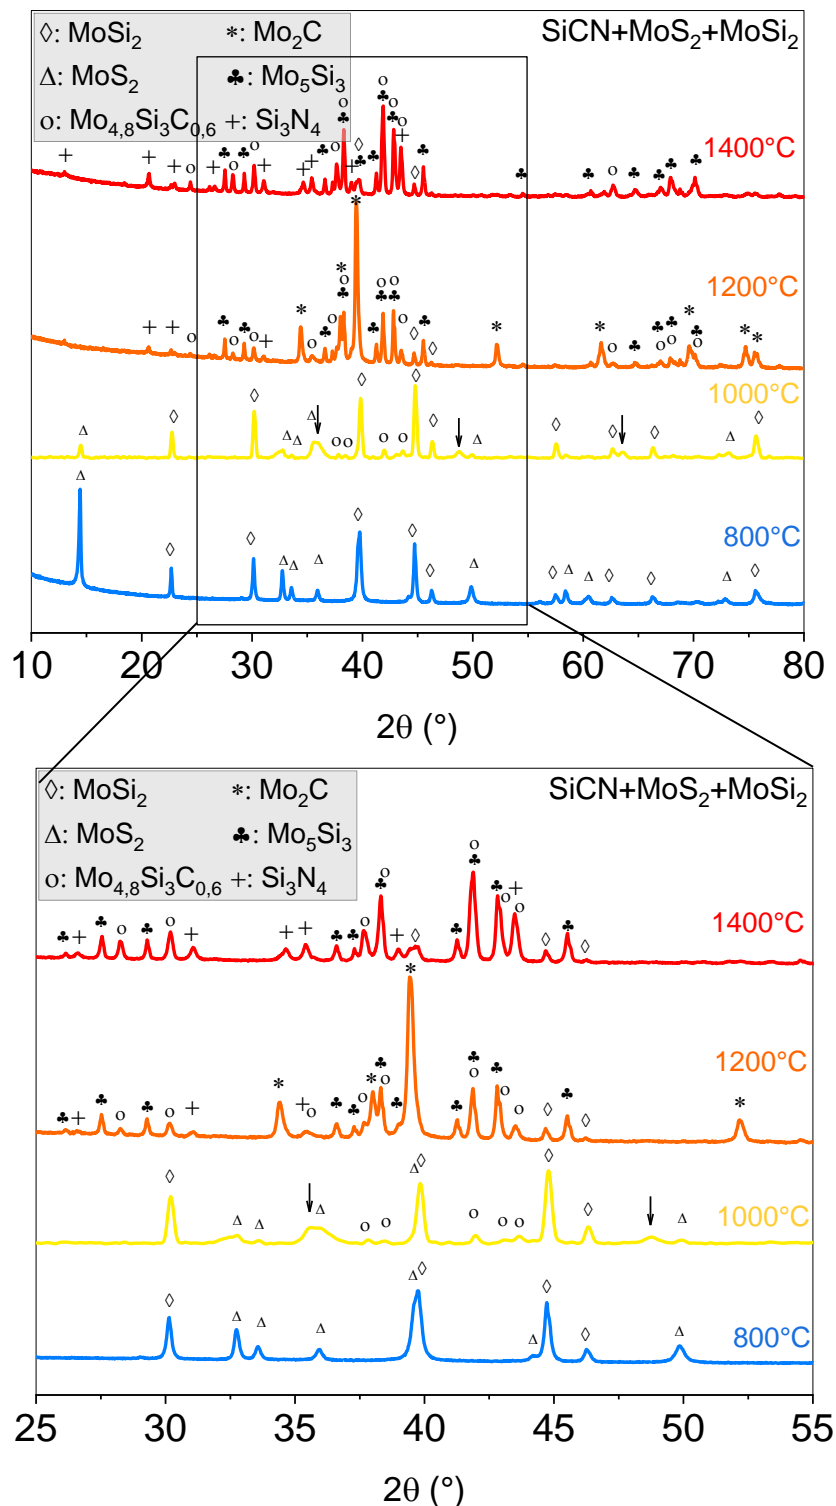 ◊: MoSi₂ *: Mo₂C SiCN+MoS₂+MoSi₂
Δ: MoS₂ ♣: Mo₅Si₃
o: Mo₄,₈Si₃C₀,₆ +: Si₃N₄
1400°C
1200°C
1000°C
800°C
10 20 30 40 50 60 70 80
2θ (°)
◊: MoSi₂ *: Mo₂C SiCN+MoS₂+MoSi₂
Δ: MoS₂ ♣: Mo₅Si₃
o: Mo₄,₈Si₃C₀,₆ +: Si₃N₄
1400°C
1200°C
1000°C
800°C
25 30 35 40 45 50 55
2θ (°)